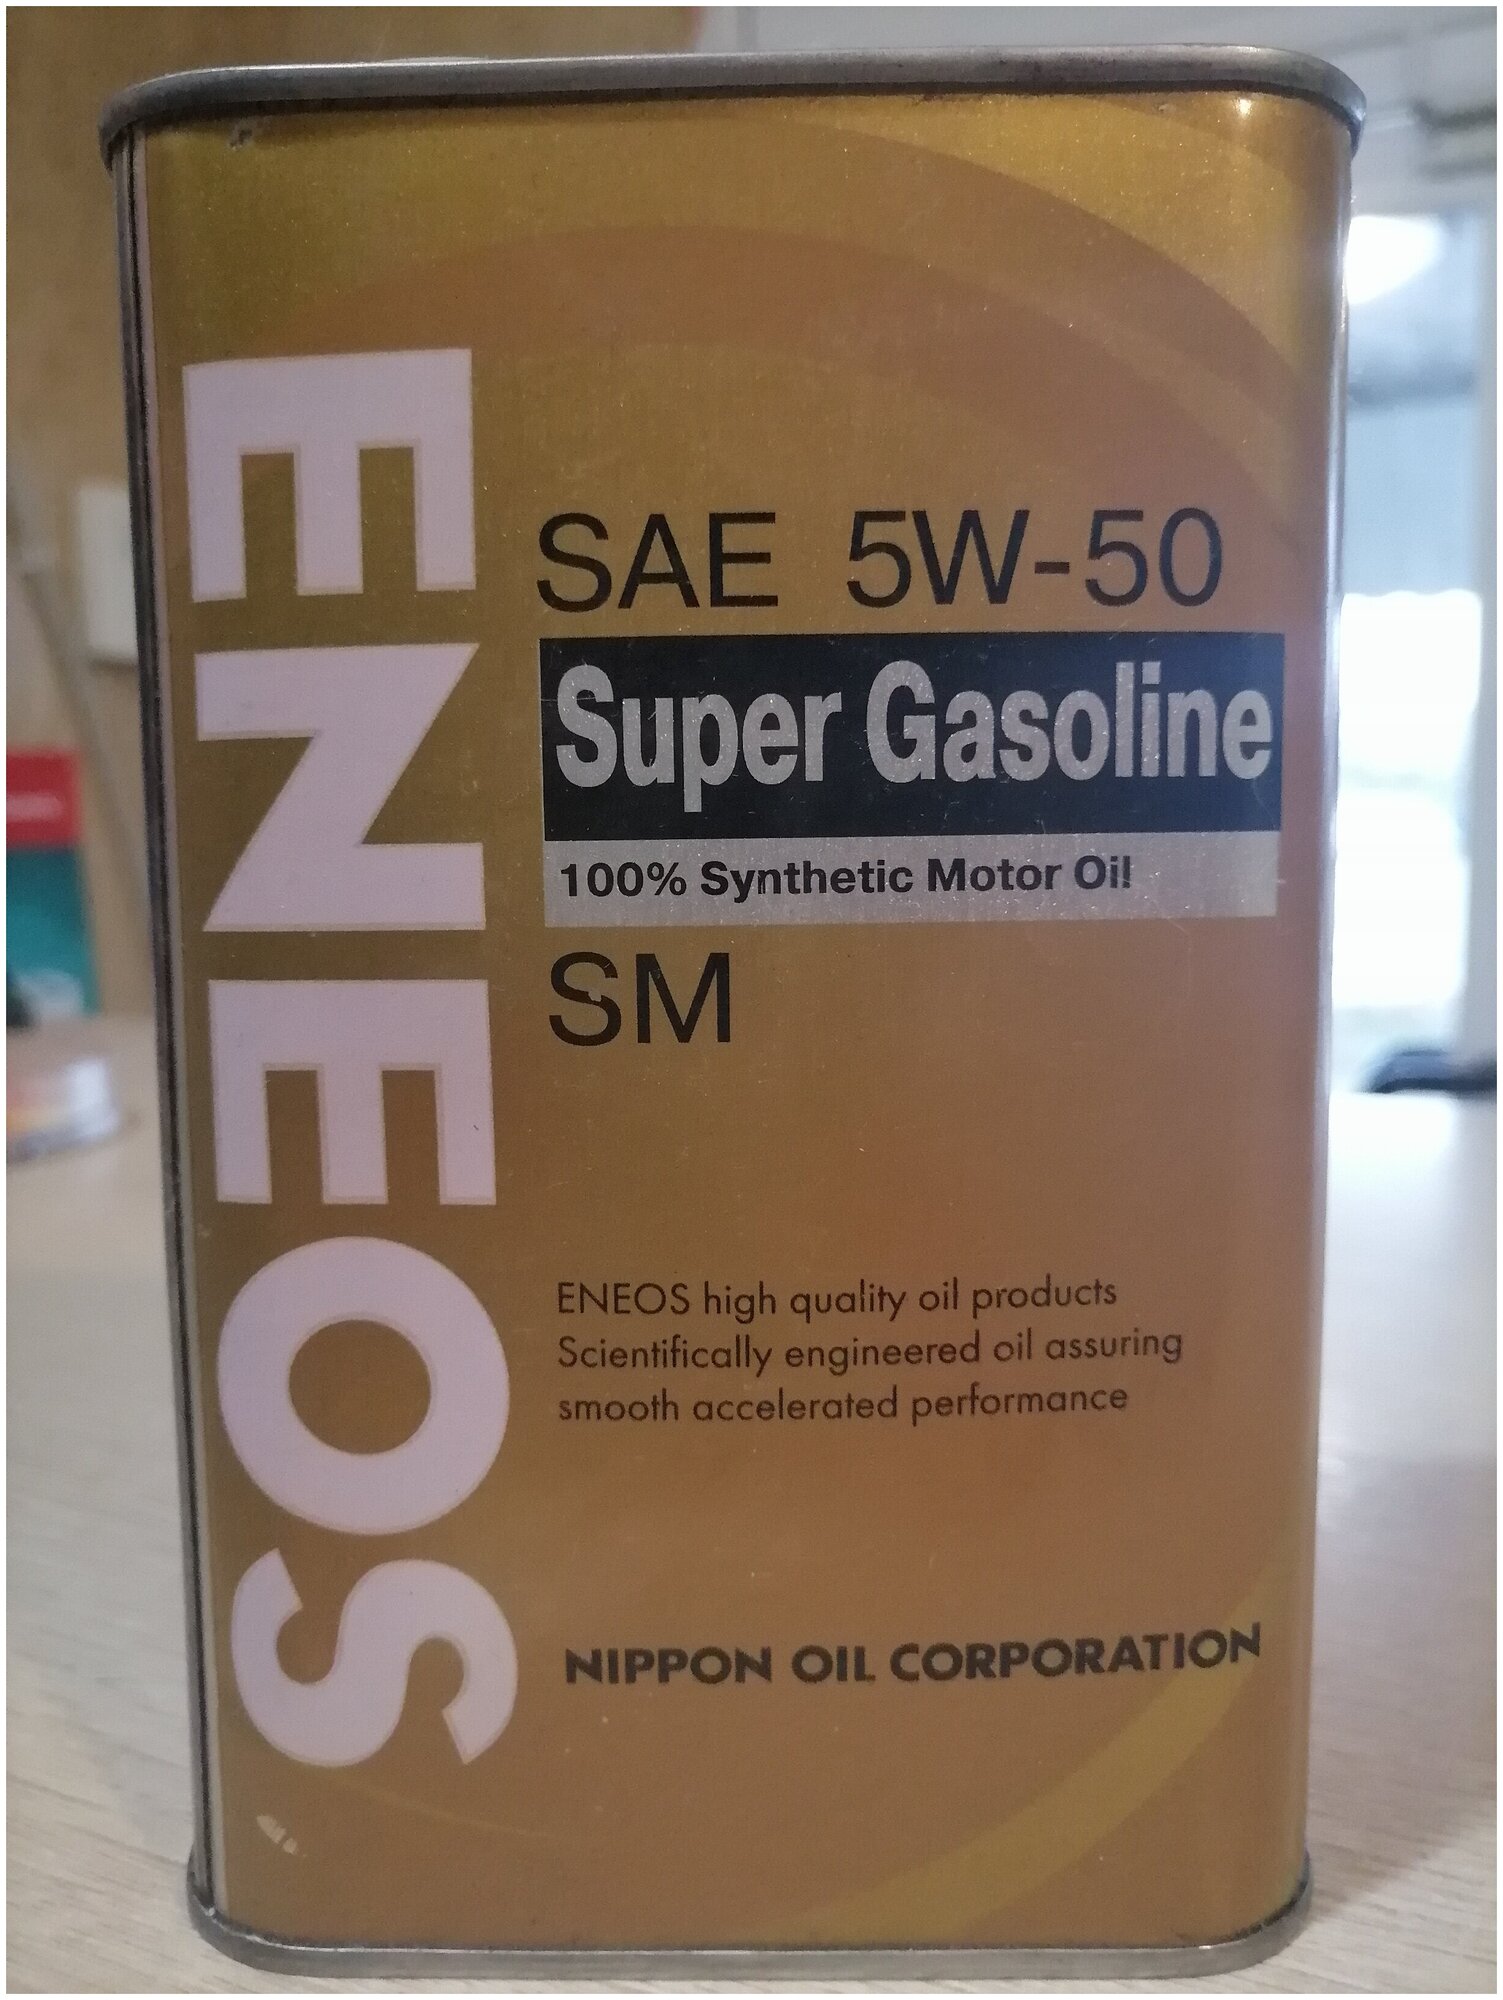 ENEOS
SAE 5W-50
Super Gasoline
100% Synthetic Motor Oil
SM
ENEOS high quality oil products
Scientifically engineered oil assuring
smooth accelerated performance
NIPPON OIL CORPORATION